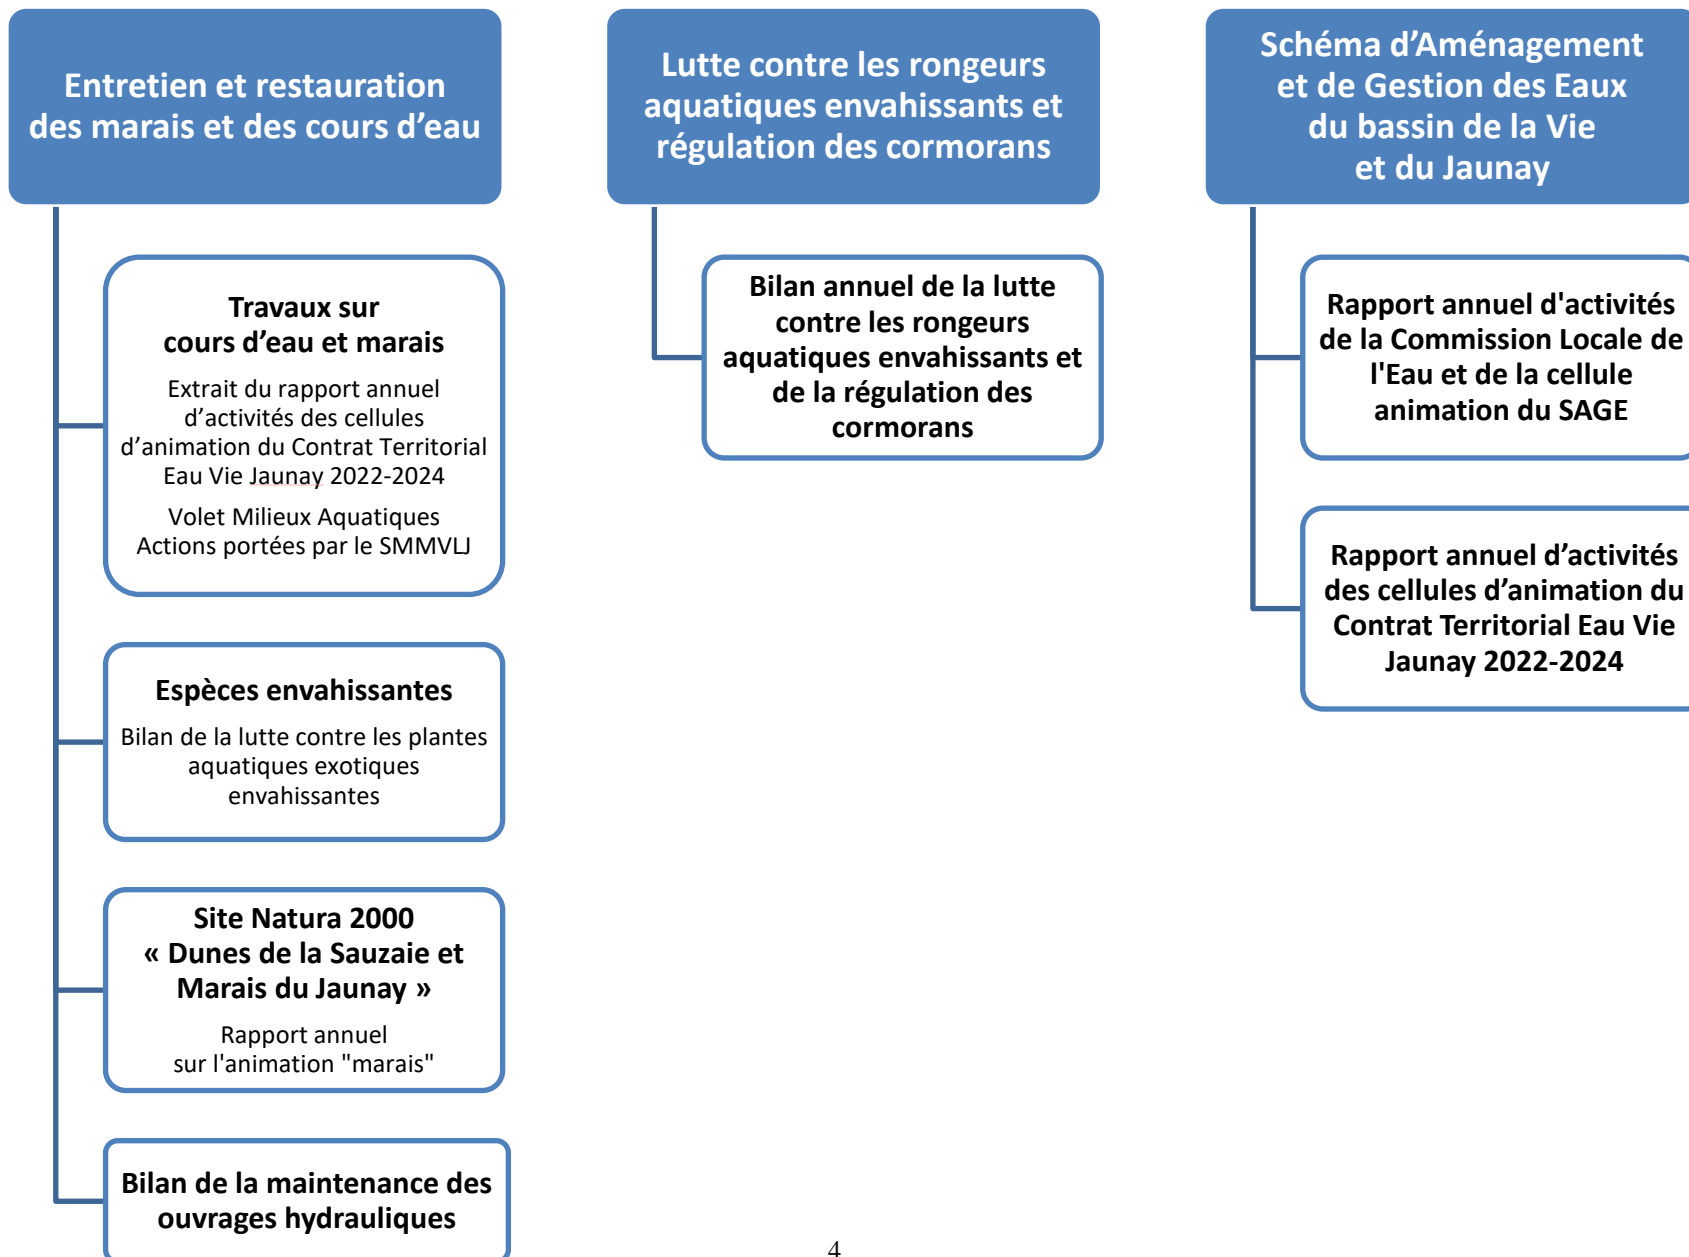 Entretien et restauration
des marais et des cours d’eau
Travaux sur
cours d’eau et marais
Extrait du rapport annuel
d’activités des cellules
d’animation du Contrat Territorial
Eau Vie Jaunay 2022-2024
Volet Milieux Aquatiques
Actions portées par le SMMVLJ
Espèces envahissantes
Bilan de la lutte contre les plantes
aquatiques exotiques
envahissantes
Site Natura 2000
« Dunes de la Sauzaie et
Marais du Jaunay »
Rapport annuel
sur l'animation "marais"
Bilan de la maintenance des
ouvrages hydrauliques
Lutte contre les rongeurs
aquatiques envahissants et
régulation des cormorans
Bilan annuel de la lutte
contre les rongeurs
aquatiques envahissants et
de la régulation des
cormorans
Schéma d’Aménagement
et de Gestion des Eaux
du bassin de la Vie
et du Jaunay
Rapport annuel d'activités
de la Commission Locale de
l'Eau et de la cellule
animation du SAGE
Rapport annuel d’activités
des cellules d’animation du
Contrat Territorial Eau Vie
Jaunay 2022-2024
4